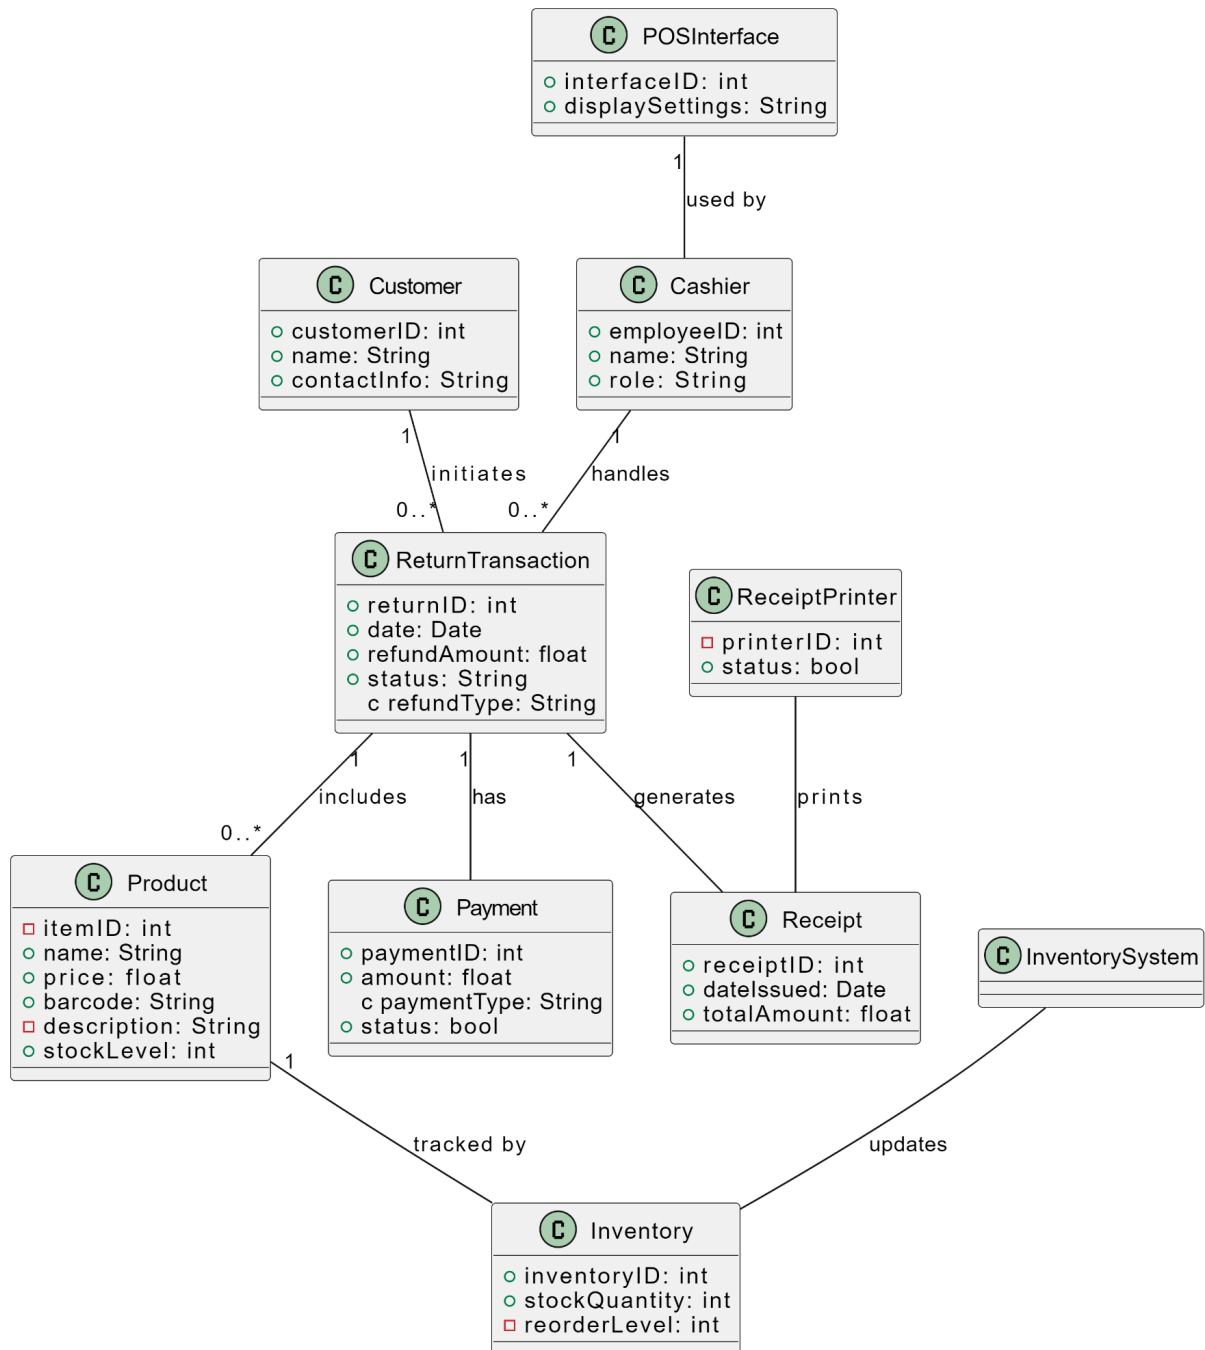 C POSInterface
interfaceID: int
displaySettings: String
1
used by
C Customer
customerID: int
name: String
contactInfo: String
C Cashier
employeeID: int
name: String
role: String
1
1
initiates
handles
0..*
0..*
C ReturnTransaction
returnID: int
date: Date
refundAmount: float
status: String
c refundType: String
C ReceiptPrinter
printerID: int
status: bool
1
1
1
includes
has
generates
prints
0..*
C Product
itemID: int
name: String
price: float
barcode: String
description: String
stockLevel: int
C Payment
paymentID: int
amount: float
c paymentType: String
status: bool
C Receipt
receiptID: int
dateIssued: Date
totalAmount: float
C InventorySystem
1
tracked by
updates
C Inventory
inventoryID: int
stockQuantity: int
reorderLevel: int